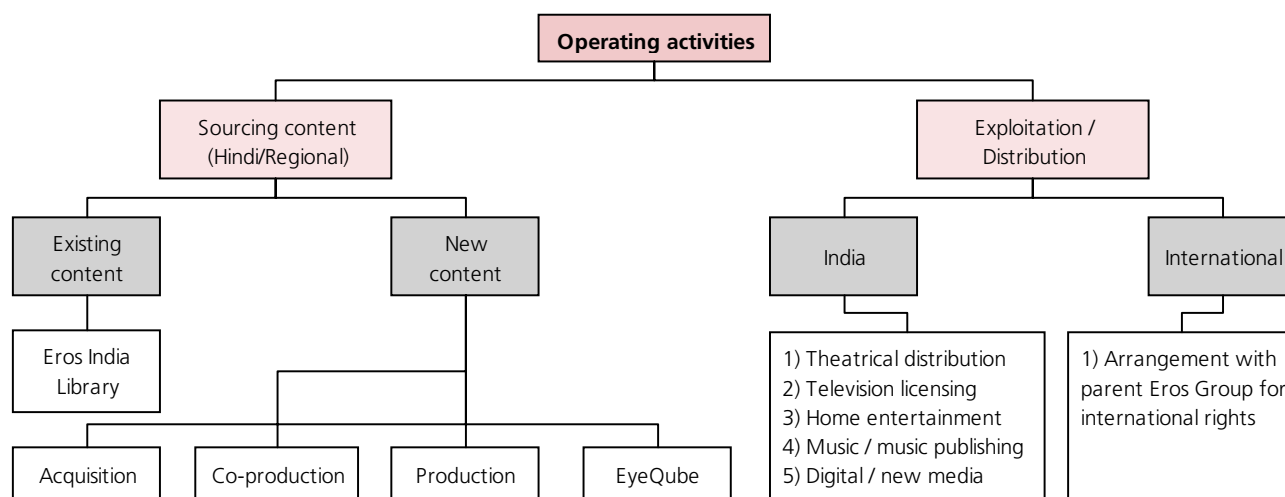 Operating activities
Sourcing content
(Hindi/Regional)
Exploitation /
Distribution
Existing
content
New
content
India
International
Eros India
Library
1) Theatrical distribution
2) Television licensing
3) Home entertainment
4) Music / music publishing
5) Digital / new media
1) Arrangement with
parent Eros Group for
international rights
Acquisition
Co-production
Production
EyeQube